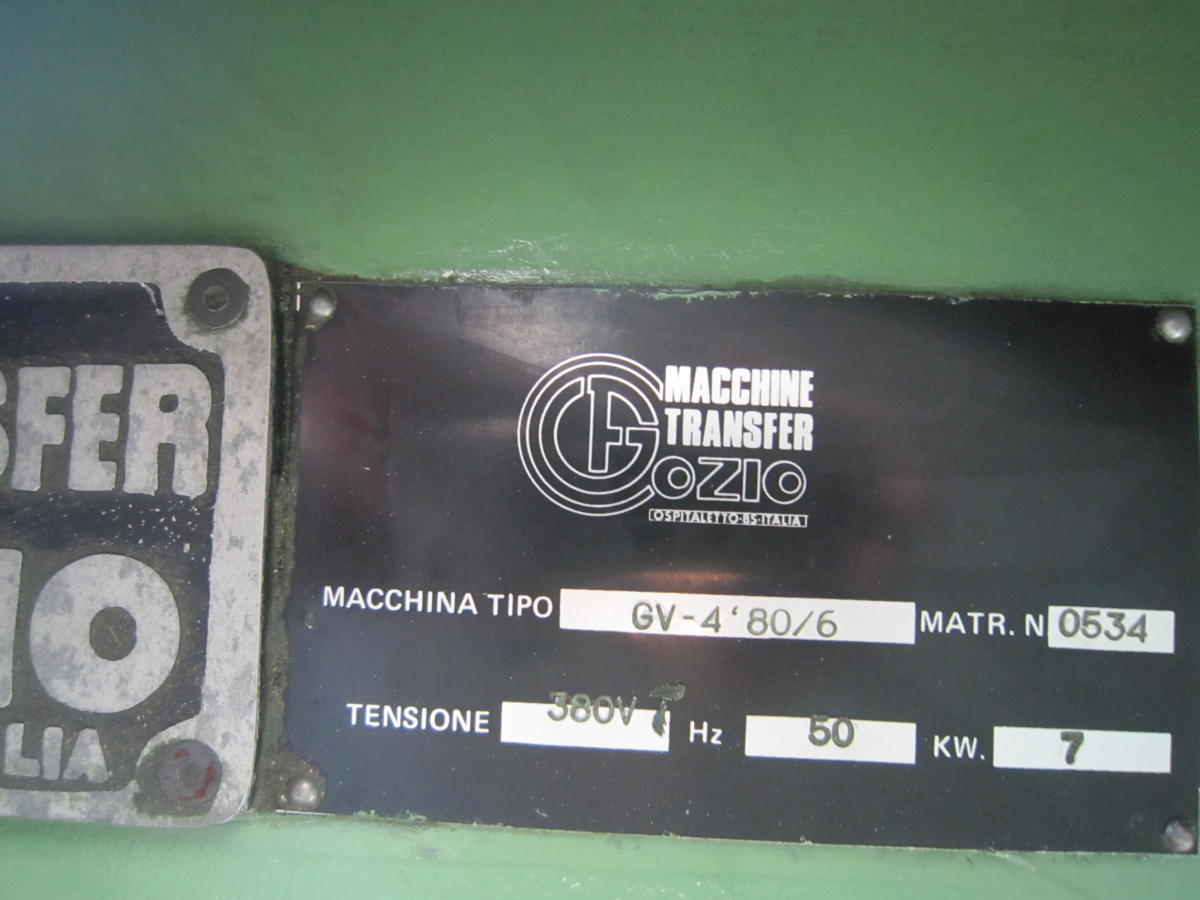 SFER
IO
LIA
MACCHINE
TRANSFER
GOZIO
OSPITALETTO-BS-ITALIA
MACCHINA TIPO GV-4'80/6 MATR. N 0534
TENSIONE 380V Hz 50 KW. 7